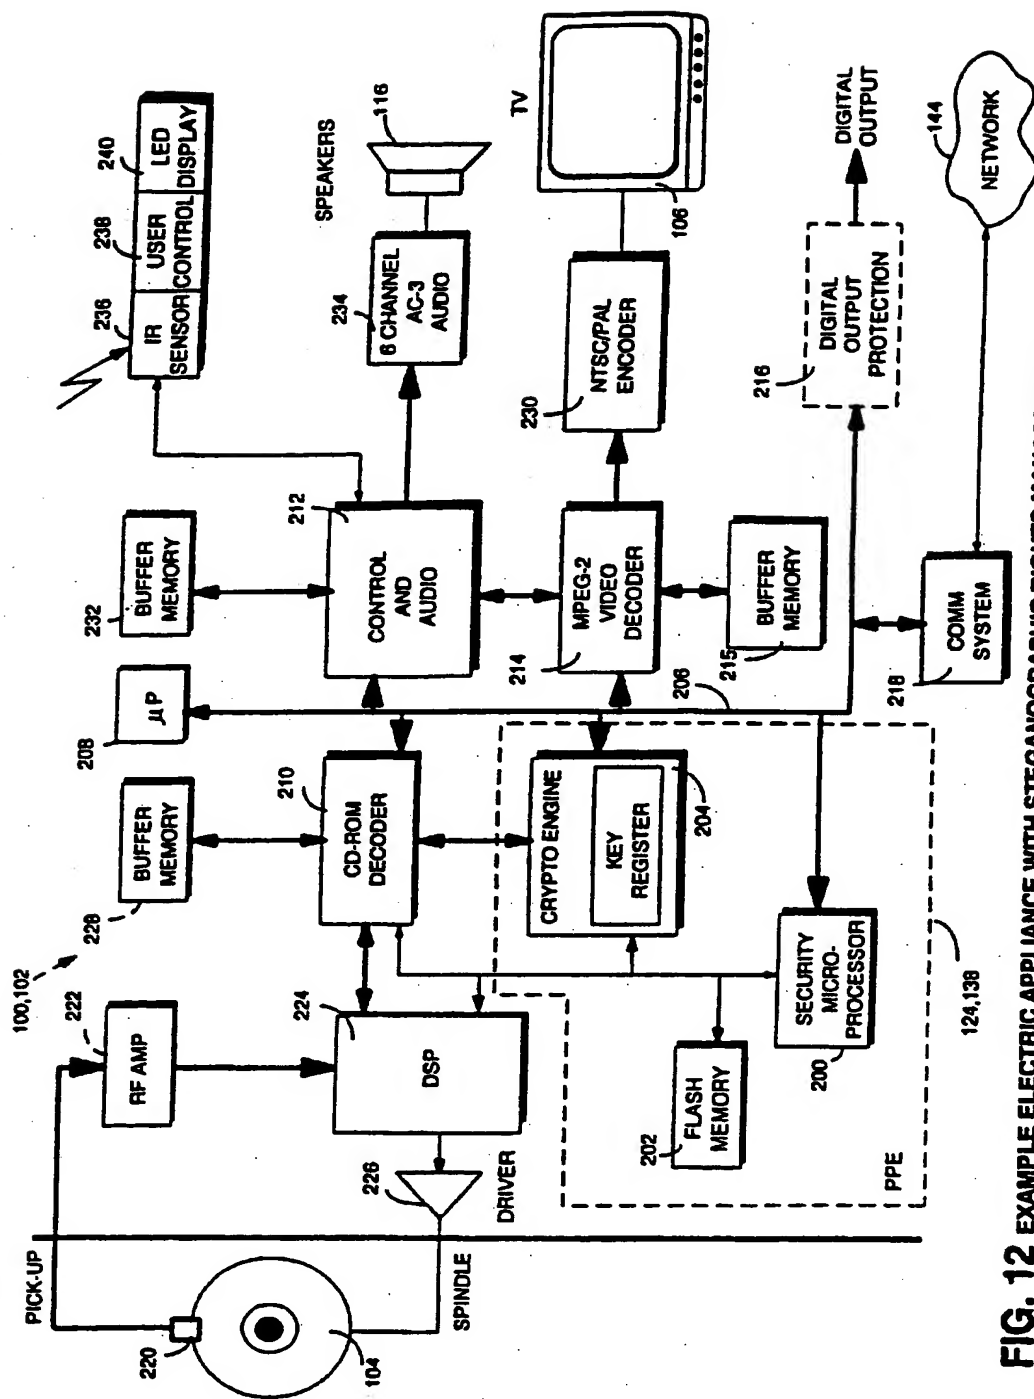 PICK-UP
220
104
SPINDLE
100,102
222
RF AMP
224
DSP
226
DRIVER
228
BUFFER
MEMORY
210
CD-ROM
DECODER
208
µP
232
BUFFER
MEMORY
212
CONTROL
AND
AUDIO
236
IR
SENSOR
238
USER
CONTROL
240
LED
DISPLAY
234
6 CHANNEL
AC-3
AUDIO
SPEAKERS
116
CRYPTO ENGINE
KEY
REGISTER
204
206
214
MPEG-2
VIDEO
DECODER
215
BUFFER
MEMORY
230
NTSC/PAL
ENCODER
TV
106
202
FLASH
MEMORY
200
SECURITY
MICRO-
PROCESSOR
PPE
124,138
216
DIGITAL
OUTPUT
PROTECTION
DIGITAL
OUTPUT
218
COMM
SYSTEM
144
NETWORK
FIG. 12 EXAMPLE ELECTRIC APPLIANCE WITH STEGANOGRAPHIC RIGHTS